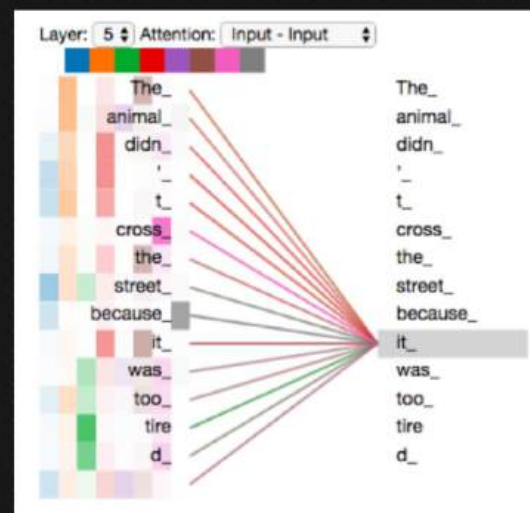 Layer: 5 Attention: Input - Input
The_ The_
animal_ animal_
didn_ didn_
'_ '_
t_ t_
cross_ cross_
the_ the_
street_ street_
because_ because_
it_ it_
was_ was_
too_ too_
tire tire
d_ d_